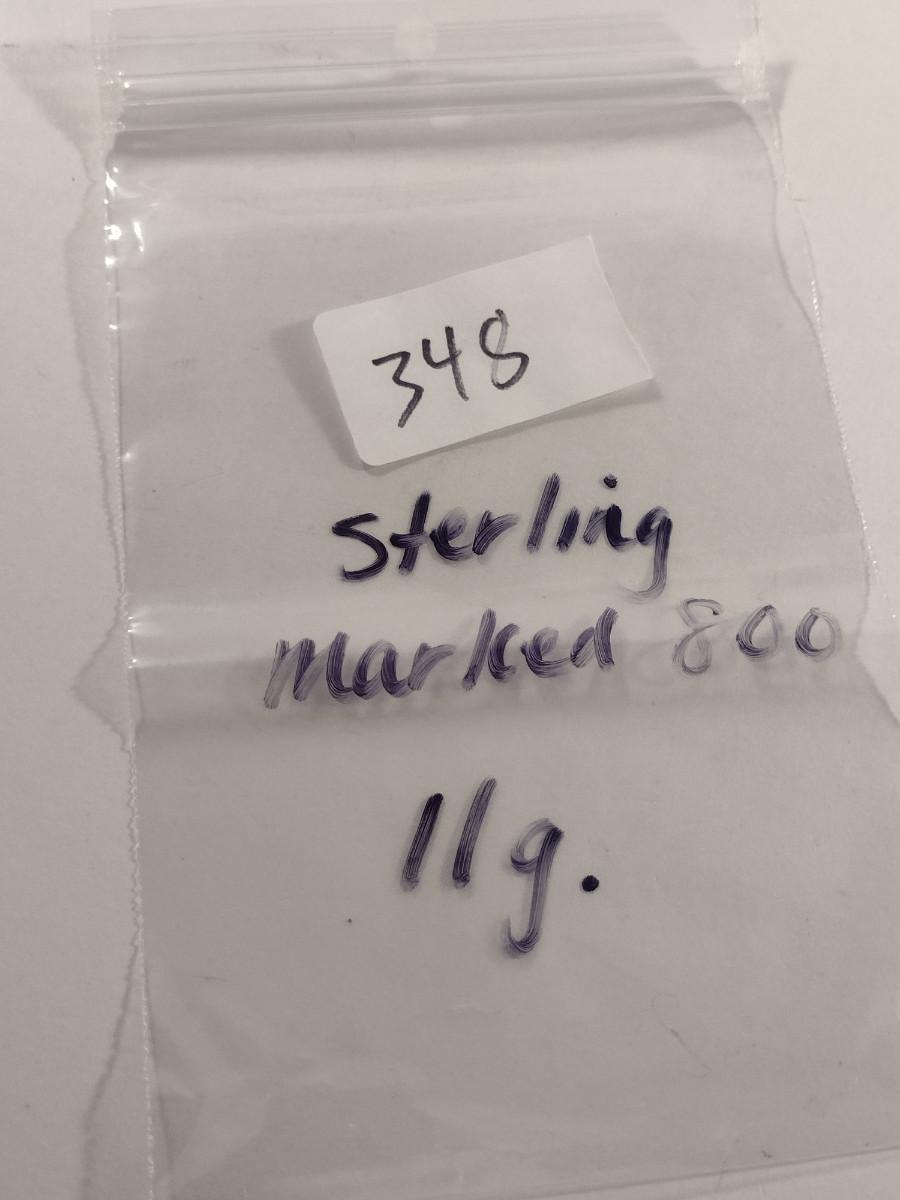 348
Sterling
Marked 800
11g.